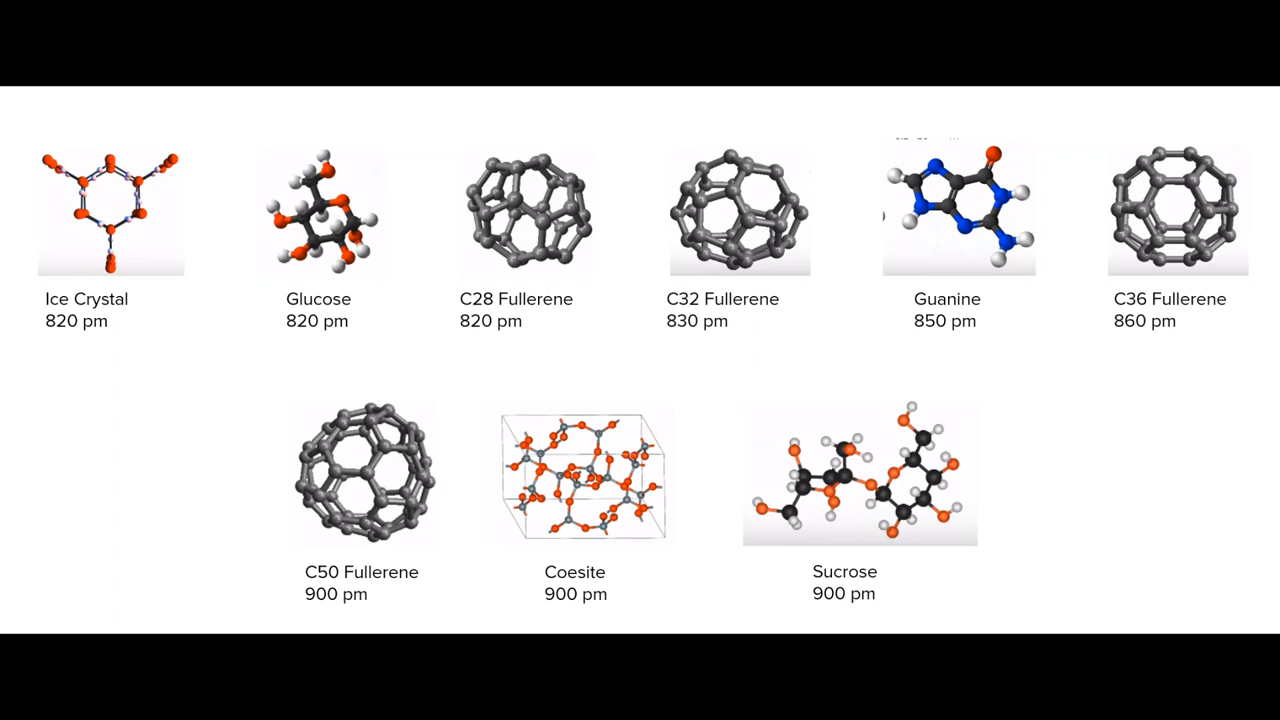 Ice Crystal
820 pm
Glucose
820 pm
C28 Fullerene
820 pm
C32 Fullerene
830 pm
Guanine
850 pm
C36 Fullerene
860 pm
C50 Fullerene
900 pm
Coesite
900 pm
Sucrose
900 pm